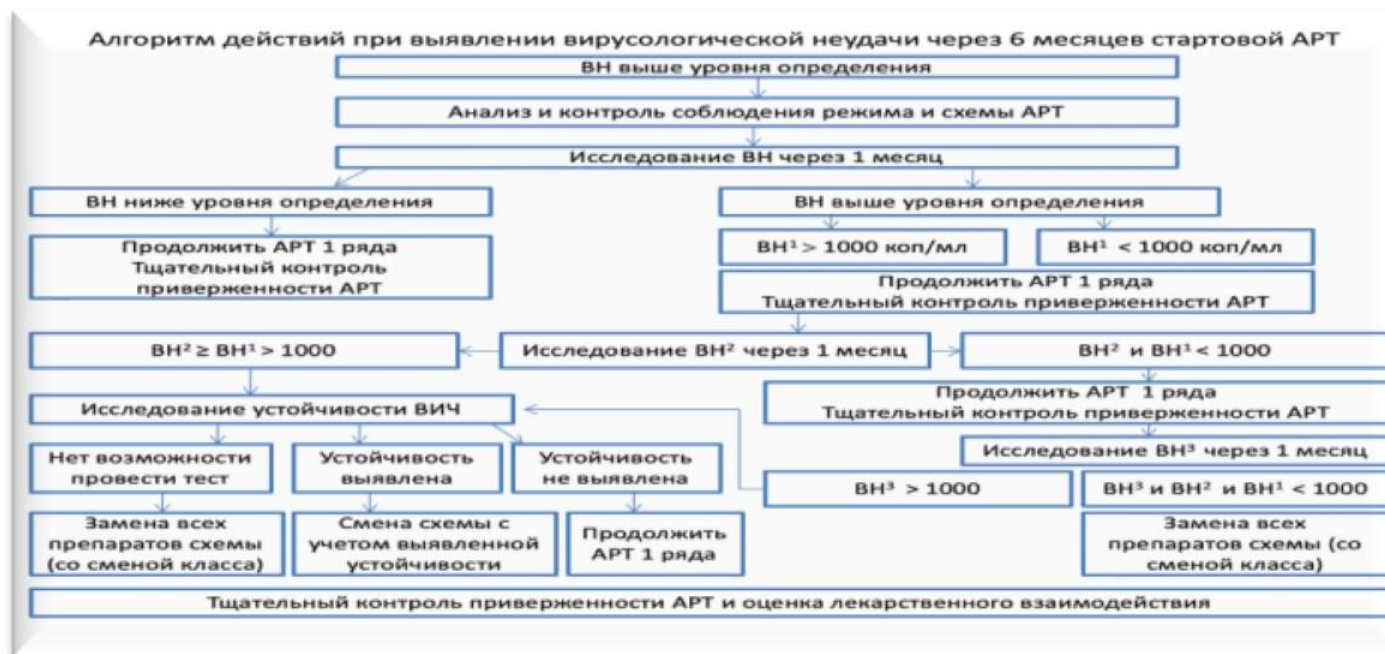 Алгоритм действий при выявлении вирусологической неудачи через 6 месяцев стартовой АРТ
ВН выше уровня определения
Анализ и контроль соблюдения режима и схемы АРТ
Исследование ВН через 1 месяц
ВН ниже уровня определения
ВН выше уровня определения
Продолжить АРТ 1 ряда
Тщательный контроль
приверженности АРТ
ВН¹ > 1000 коп/мл
ВН¹ < 1000 коп/мл
Продолжить АРТ 1 ряда
Тщательный контроль приверженности АРТ
ВН² ≥ ВН¹ > 1000
Исследование ВН² через 1 месяц
ВН² и ВН¹ < 1000
Исследование устойчивости ВИЧ
Продолжить АРТ 1 ряда
Тщательный контроль приверженности АРТ
Исследование ВН³ через 1 месяц
Нет возможности
провести тест
Устойчивость
выявлена
Устойчивость
не выявлена
ВН³ > 1000
ВН³ и ВН² и ВН¹ < 1000
Замена всех
препаратов схемы
(со сменой класса)
Смена схемы с
учетом выявленной
устойчивости
Продолжить
АРТ 1 ряда
Замена всех
препаратов схемы (со
сменой класса)
Тщательный контроль приверженности АРТ и оценка лекарственного взаимодействия